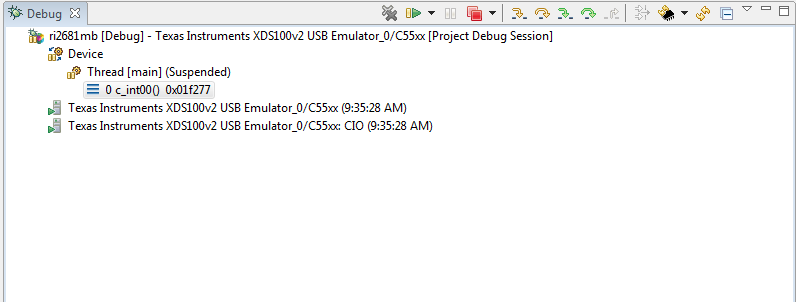 Debug
ri2681mb [Debug] - Texas Instruments XDS100v2 USB Emulator_0/C55xx [Project Debug Session]
Device
Thread [main] (Suspended)
0 c_int00() 0x01f277
Texas Instruments XDS100v2 USB Emulator_0/C55xx (9:35:28 AM)
Texas Instruments XDS100v2 USB Emulator_0/C55xx: CIO (9:35:28 AM)